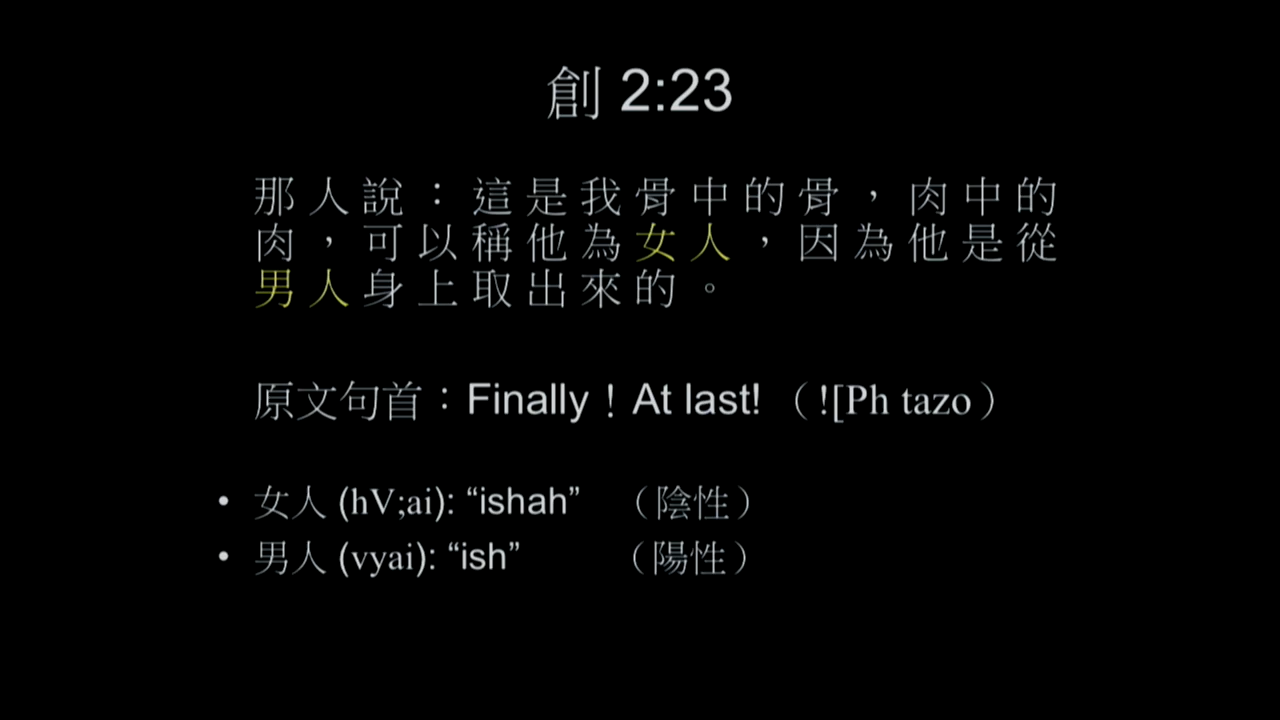 創 2:23
那人說：這是我骨中的骨，肉中的
肉，可以稱他為女人，因為他是從
男人身上取出來的。
原文句首：Finally！At last! （![Ph tazo）
• 女人 (hV;ai): “ishah” （陰性）
• 男人 (vyai): “ish” （陽性）